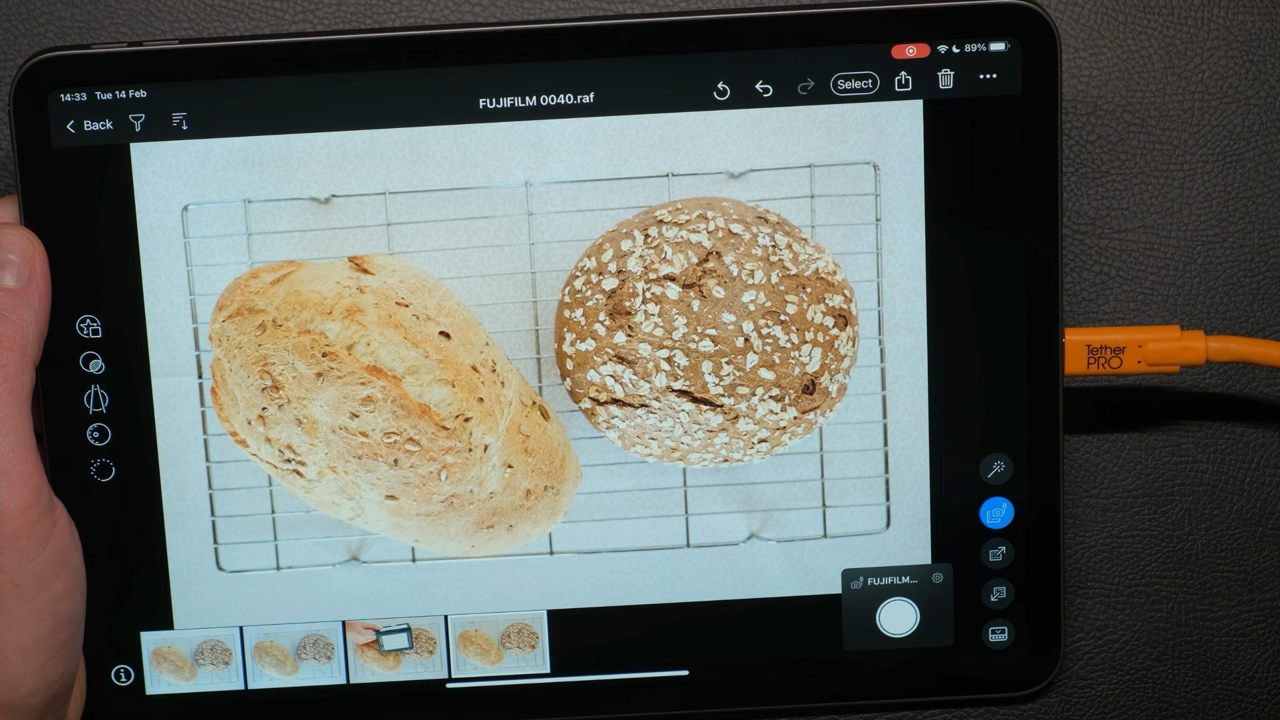 14:33 Tue 14 Feb
89%
Back
FUJIFILM 0040.raf
Select
Tether
PRO
FUJIFILM...